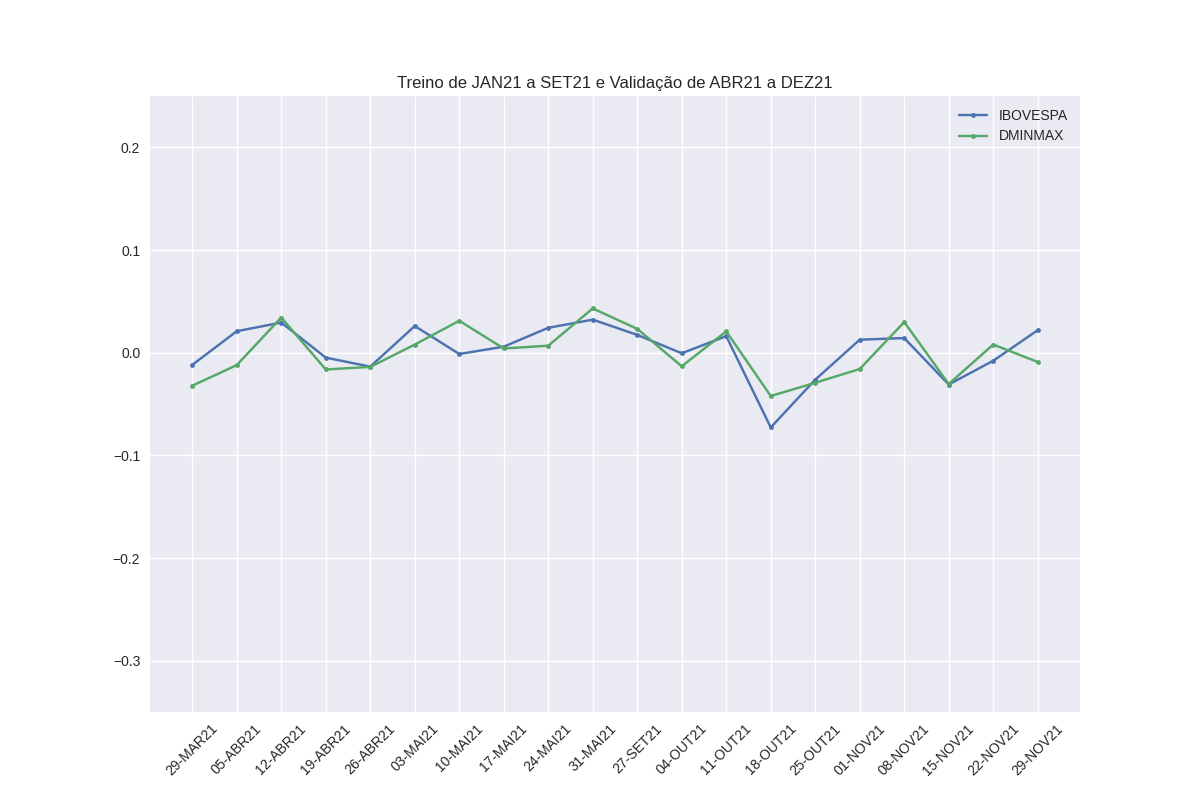 Treino de JAN21 a SET21 e Validação de ABR21 a DEZ21
IBOVESPA
DMINMAX
0.2
0.1
0.0
−0.1
−0.2
−0.3
29-MAR21
05-ABR21
12-ABR21
19-ABR21
26-ABR21
03-MAI21
10-MAI21
17-MAI21
24-MAI21
31-MAI21
27-SET21
04-OUT21
11-OUT21
18-OUT21
25-OUT21
01-NOV21
08-NOV21
15-NOV21
22-NOV21
29-NOV21